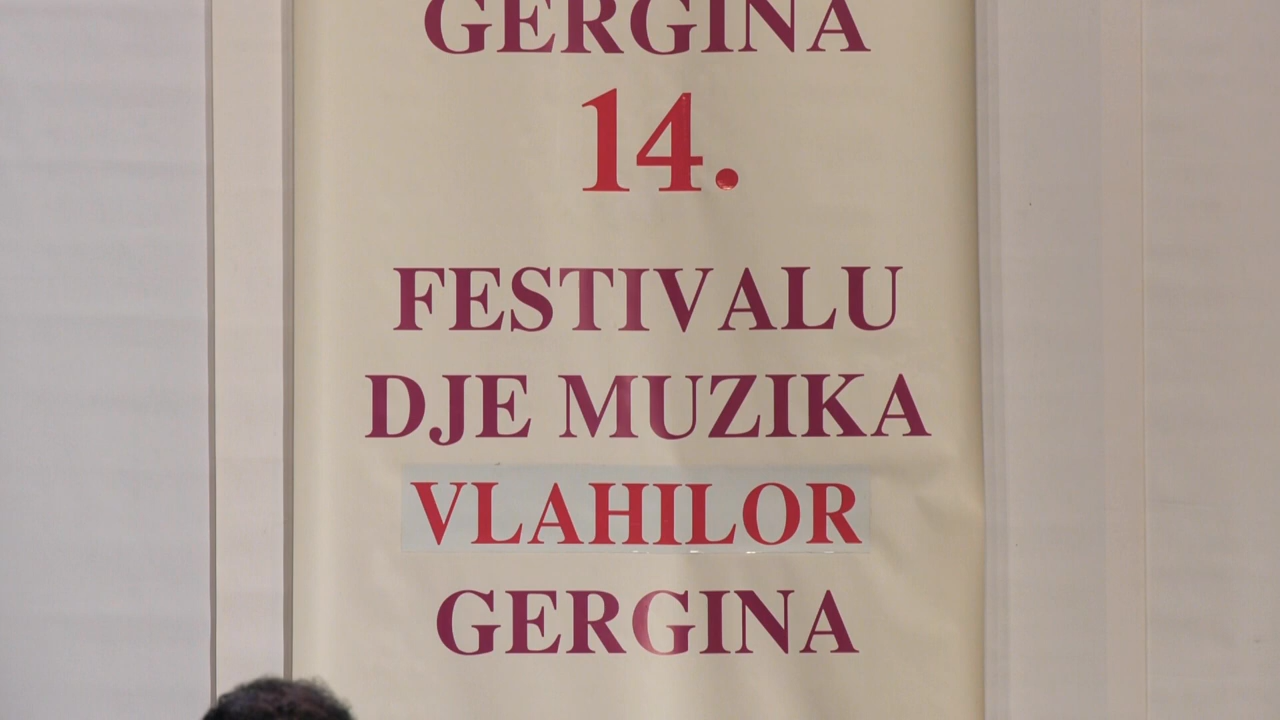 GERGINA
14.
FESTIVALU
DJE MUZIKA
VLAHILOR
GERGINA